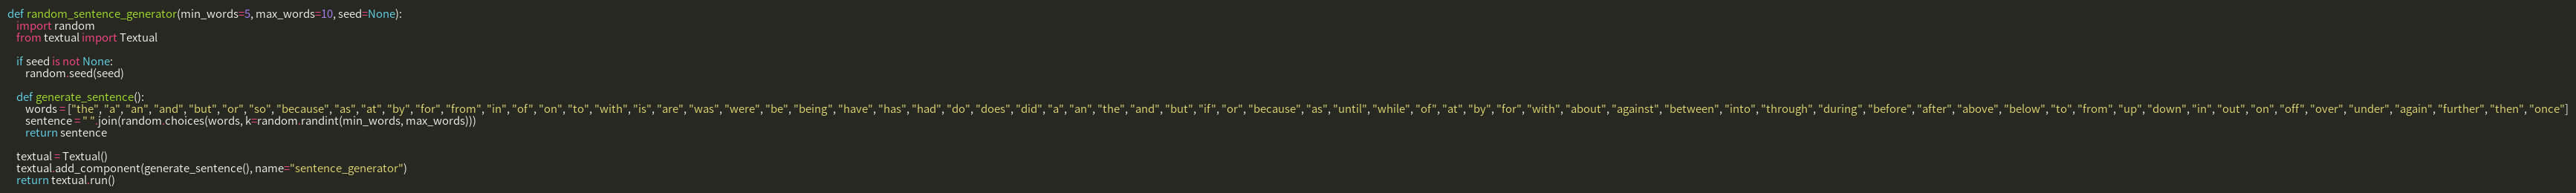 def random_sentence_generator(min_words=5, max_words=10, seed=None):
    import random
    from textual import Textual

    if seed is not None:
        random.seed(seed)

    def generate_sentence():
        words = ["the", "a", "an", "and", "but", "or", "so", "because", "as", "at", "by", "for", "from", "in", "of", "on", "to", "with", "is", "are", "was", "were", "be", "being", "have", "has", "had", "do", "does", "did", "a", "an", "the", "and", "but", "if", "or", "because", "as", "until", "while", "of", "at", "by", "for", "with", "about", "against", "between", "into", "through", "during", "before", "after", "above", "below", "to", "from", "up", "down", "in", "out", "on", "off", "over", "under", "again", "further", "then", "once"]
        sentence = " ".join(random.choices(words, k=random.randint(min_words, max_words)))
        return sentence

    textual = Textual()
    textual.add_component(generate_sentence(), name="sentence_generator")
    return textual.run()